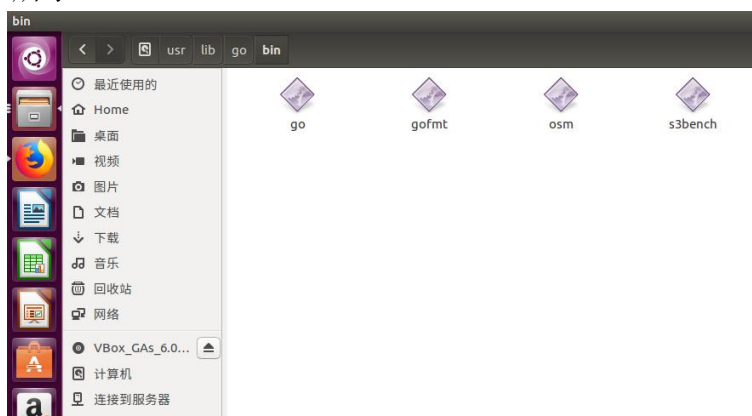 bin
usr lib go bin
最近使用的
Home
桌面
视频
图片
文档
下载
音乐
回收站
网络
VBox_GAs_6.0...
计算机
连接到服务器
go gofmt osm s3bench